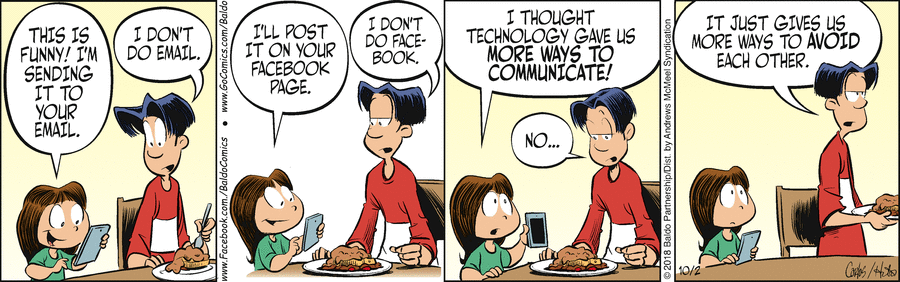 THIS IS
FUNNY! I'M
SENDING
IT TO
YOUR
EMAIL.
I DON'T
DO EMAIL.
www.Facebook.com/BaldoComics • www.GoComics.com/Baldo
I'LL POST
IT ON YOUR
FACEBOOK
PAGE.
I DON'T
DO FACE-
BOOK.
I THOUGHT
TECHNOLOGY GAVE US
MORE WAYS TO
COMMUNICATE!
NO...
©2018 Baldo Partnership/Dist. by Andrews McMeel Syndication
IT JUST GIVES US
MORE WAYS TO AVOID
EACH OTHER.
10/2